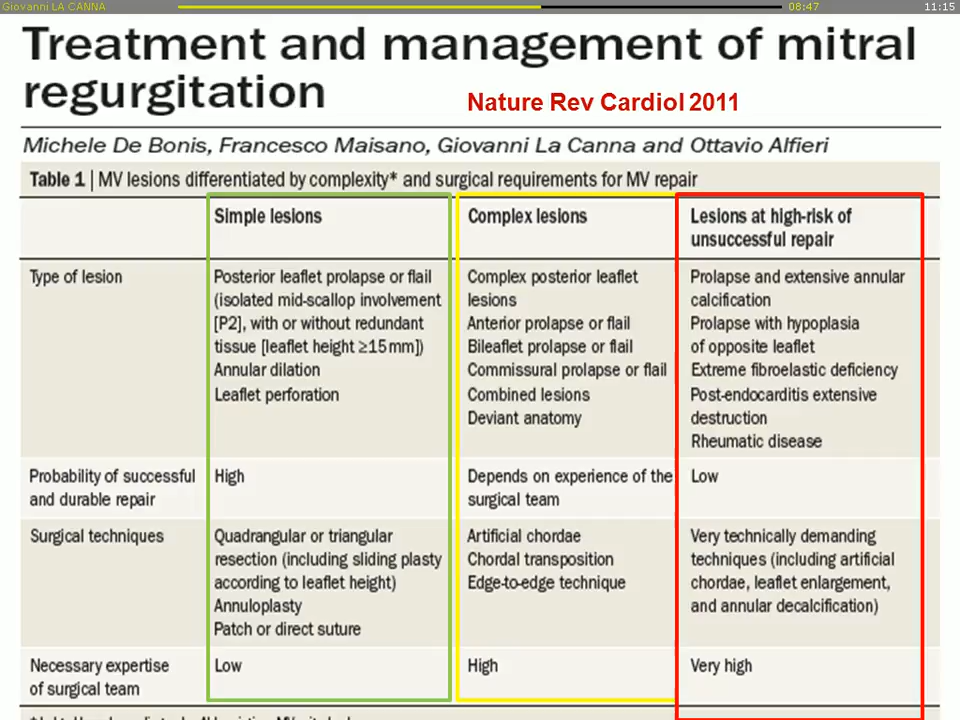 Giovanni LA CANNA 08:47 11:15
Treatment and management of mitral
regurgitation
Nature Rev Cardiol 2011
Michele De Bonis, Francesco Maisano, Giovanni La Canna and Ottavio Alfieri
Table 1 | MV lesions differentiated by complexity* and surgical requirements for MV repair
Simple lesions
Complex lesions
Lesions at high-risk of
unsuccessful repair
Type of lesion
Posterior leaflet prolapse or flail
(isolated mid-scallop involvement
[P2], with or without redundant
tissue [leaflet height ≥15 mm])
Annular dilation
Leaflet perforation
Complex posterior leaflet
lesions
Anterior prolapse or flail
Bileaflet prolapse or flail
Commissural prolapse or flail
Combined lesions
Deviant anatomy
Prolapse and extensive annular
calcification
Prolapse with hypoplasia
of opposite leaflet
Extreme fibroelastic deficiency
Post-endocarditis extensive
destruction
Rheumatic disease
Probability of successful
and durable repair
High
Depends on experience of the
surgical team
Low
Surgical techniques
Quadrangular or triangular
resection (including sliding plasty
according to leaflet height)
Annuloplasty
Patch or direct suture
Artificial chordae
Chordal transposition
Edge-to-edge technique
Very technically demanding
techniques (including artificial
chordae, leaflet enlargement,
and annular decalcification)
Necessary expertise
of surgical team
Low
High
Very high